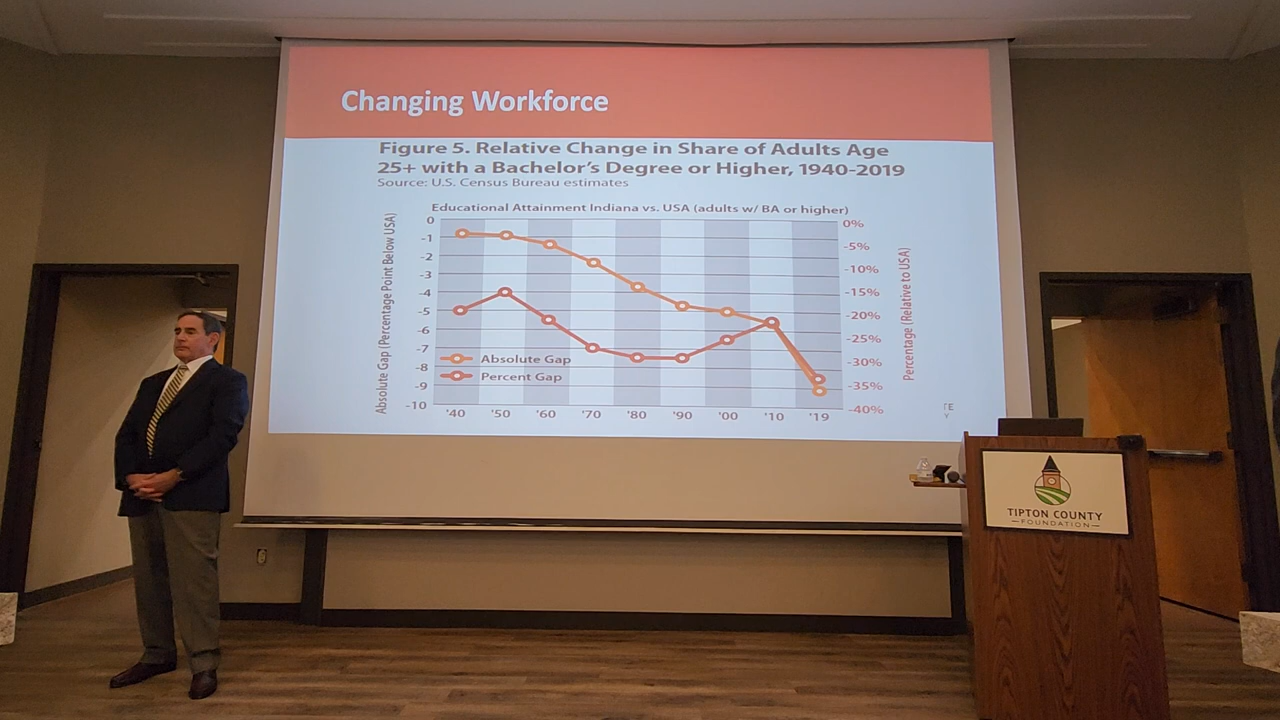 Changing Workforce
Figure 5. Relative Change in Share of Adults Age
25+ with a Bachelor's Degree or Higher, 1940-2019
Source: U.S. Census Bureau estimates
Educational Attainment Indiana vs. USA (adults w/ BA or higher)
Absolute Gap (Percentage Point Below USA)
0
-1
-2
-3
-4
-5
-6
-7
-8
-9
-10
Absolute Gap
Percent Gap
'40 '50 '60 '70 '80 '90 '00 '10 '19
0%
-5%
-10%
-15%
-20%
-25%
-30%
-35%
-40%
Percentage (Relative to USA)
TE
Y
TIPTON COUNTY
FOUNDATION